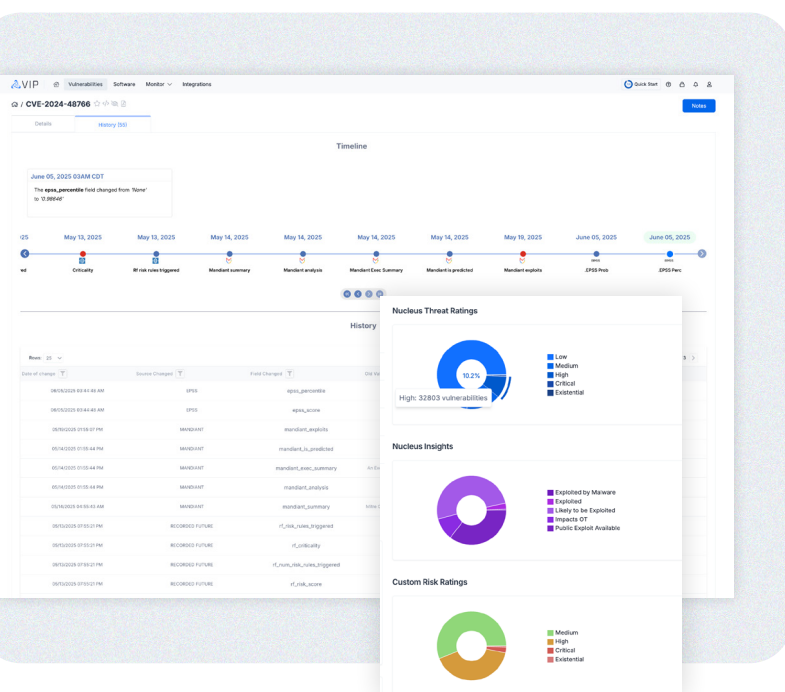 VIP
Vulnerabilities Software Monitor Integrations
Quick Start
/ CVE-2024-48766
Notes
Details
History (55)
Timeline
June 05, 2025 03AM CDT
The epss_percentile field changed from 'None'
to '0.98646'
May 13, 2025 May 13, 2025 May 14, 2025 May 14, 2025 May 14, 2025 May 14, 2025 May 19, 2025 June 05, 2025 June 05, 2025
Criticality Rf risk rules triggered Mandiant summary Mandiant analysis Mandiant Exec Summary Mandiant is predicted Mandiant exploits .EPSS Prob .EPSS Perc
History
Rows
Date of change Source Changed Field Changed
EPSS epss_percentile
EPSS epss_score
MANDIANT mandiant_exploits
MANDIANT mandiant_is_predicted
MANDIANT mandiant_exec_summary
MANDIANT mandiant_analysis
MANDIANT mandiant_summary
RECORDED FUTURE rf_risk_rules_triggered
RECORDED FUTURE rf_criticality
RECORDED FUTURE rf_num_risk_rules_triggered
RECORDED FUTURE rf_risk_score
Nucleus Threat Ratings
10.2%
High: 32803 vulnerabilities
Low
Medium
High
Critical
Existential
Nucleus Insights
Exploited by Malware
Exploited
Likely to be Exploited
Impacts OT
Public Exploit Available
Custom Risk Ratings
Medium
High
Critical
Existential